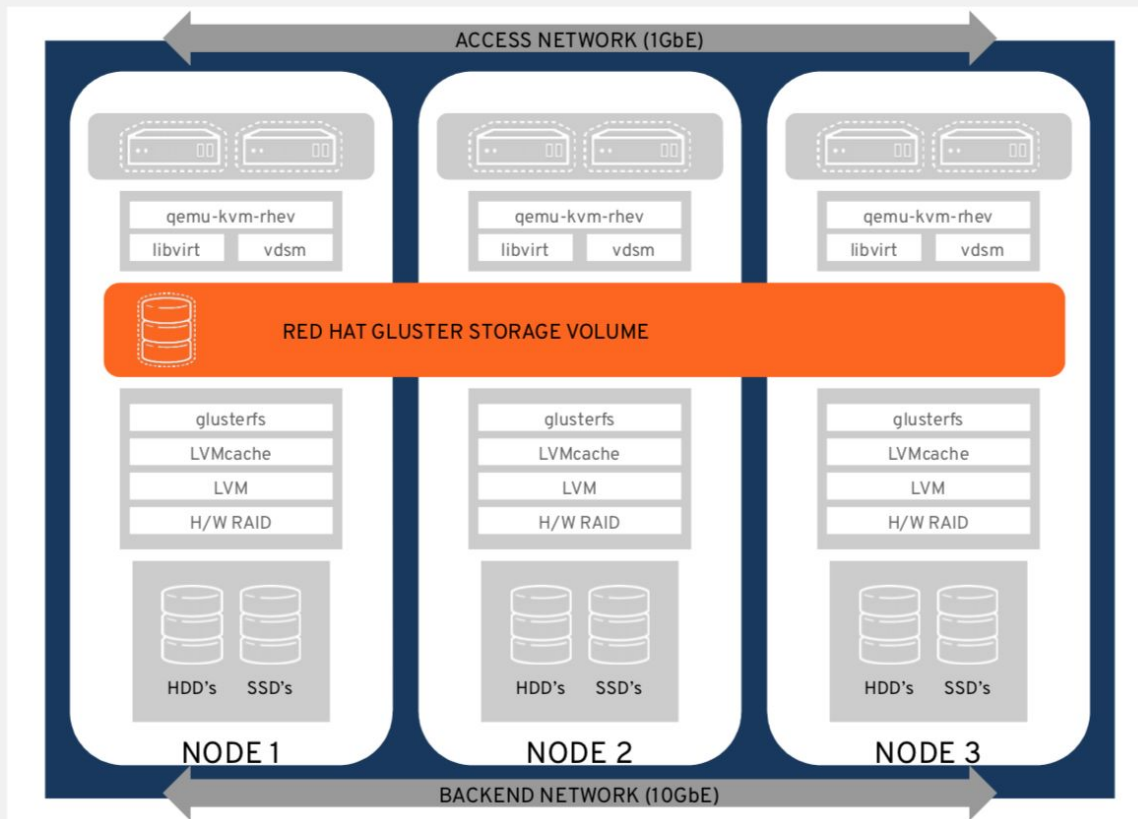 ACCESS NETWORK (1GbE)
qemu-kvm-rhev
libvirt vdsm
qemu-kvm-rhev
libvirt vdsm
qemu-kvm-rhev
libvirt vdsm
RED HAT GLUSTER STORAGE VOLUME
glusterfs
LVMcache
LVM
H/W RAID
glusterfs
LVMcache
LVM
H/W RAID
glusterfs
LVMcache
LVM
H/W RAID
HDD's SSD's
HDD's SSD's
HDD's SSD's
NODE 1
NODE 2
NODE 3
BACKEND NETWORK (10GbE)